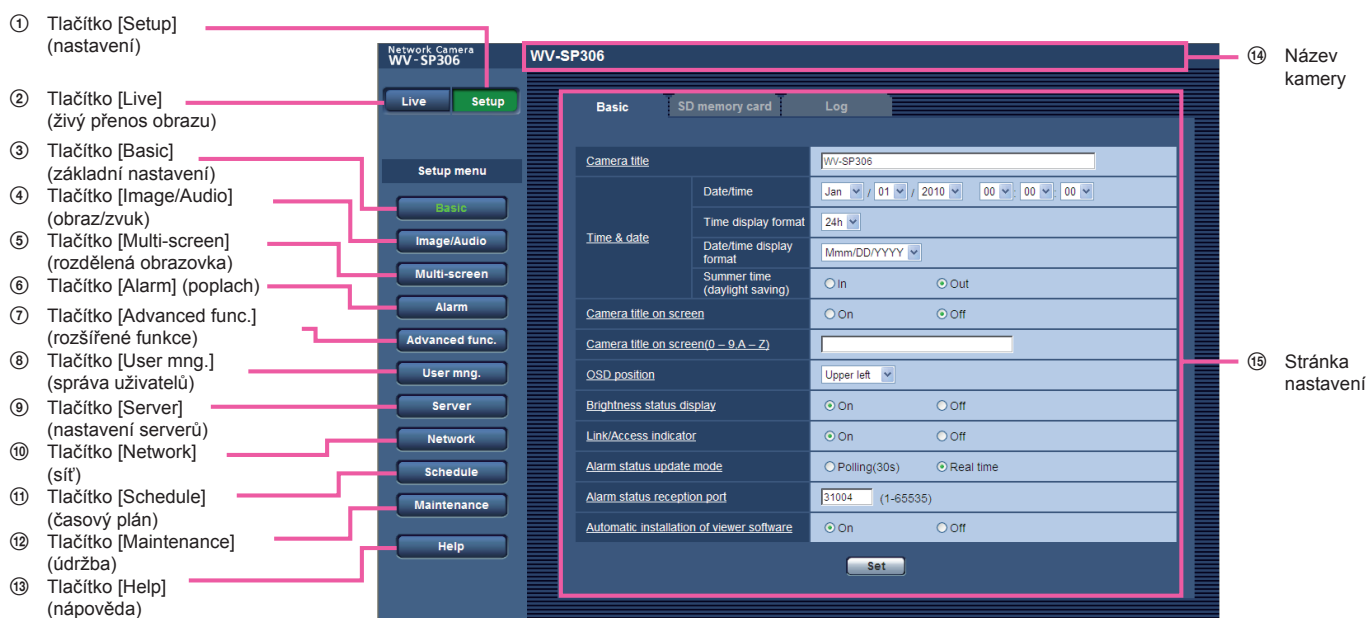 ① Tlačítko [Setup]
(nastavení)
② Tlačítko [Live]
(živý přenos obrazu)
③ Tlačítko [Basic]
(základní nastavení)
④ Tlačítko [Image/Audio]
(obraz/zvuk)
⑤ Tlačítko [Multi-screen]
(rozdělená obrazovka)
⑥ Tlačítko [Alarm] (poplach)
⑦ Tlačítko [Advanced func.]
(rozšířené funkce)
⑧ Tlačítko [User mng.]
(správa uživatelů)
⑨ Tlačítko [Server]
(nastavení serverů)
⑩ Tlačítko [Network]
(síť)
⑪ Tlačítko [Schedule]
(časový plán)
⑫ Tlačítko [Maintenance]
(údržba)
⑬ Tlačítko [Help]
(nápověda)
Network Camera
WV-SP306
Live Setup
Setup menu
Basic
Image/Audio
Multi-screen
Alarm
Advanced func.
User mng.
Server
Network
Schedule
Maintenance
Help
WV-SP306
Basic SD memory card Log
Camera title WV-SP306
Time & date
Date/time Jan / 01 / 2010 00 : 00 : 00
Time display format 24h
Date/time display
format Mmm/DD/YYYY
Summer time
(daylight saving) In Out
Camera title on screen On Off
Camera title on screen(0 – 9,A – Z)
OSD position Upper left
Brightness status display On Off
Link/Access indicator On Off
Alarm status update
mode Polling(30s) Real time
Alarm status reception port 31004 (1-65535)
Automatic installation of viewer software On Off
Set
⑭ Název
kamery
⑮ Stránka
nastavení